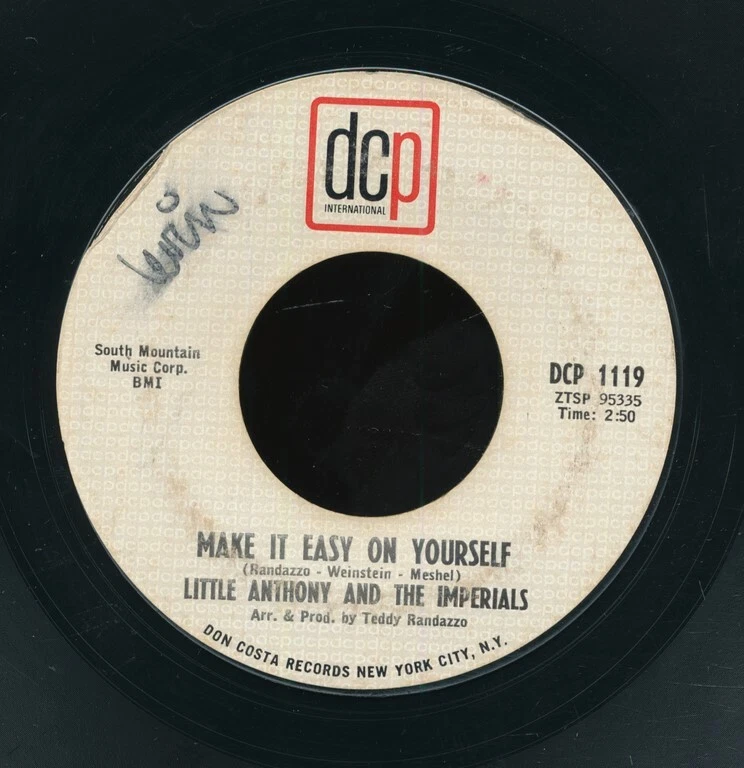 dcp
INTERNATIONAL
South Mountain
Music Corp.
BMI
DCP 1119
ZTSP 95335
Time: 2:50
MAKE IT EASY ON YOURSELF
(Randazzo - Weinstein - Meshel)
LITTLE ANTHONY AND THE IMPERIALS
Arr. & Prod. by Teddy Randazzo
DON COSTA RECORDS NEW YORK CITY, N.Y.